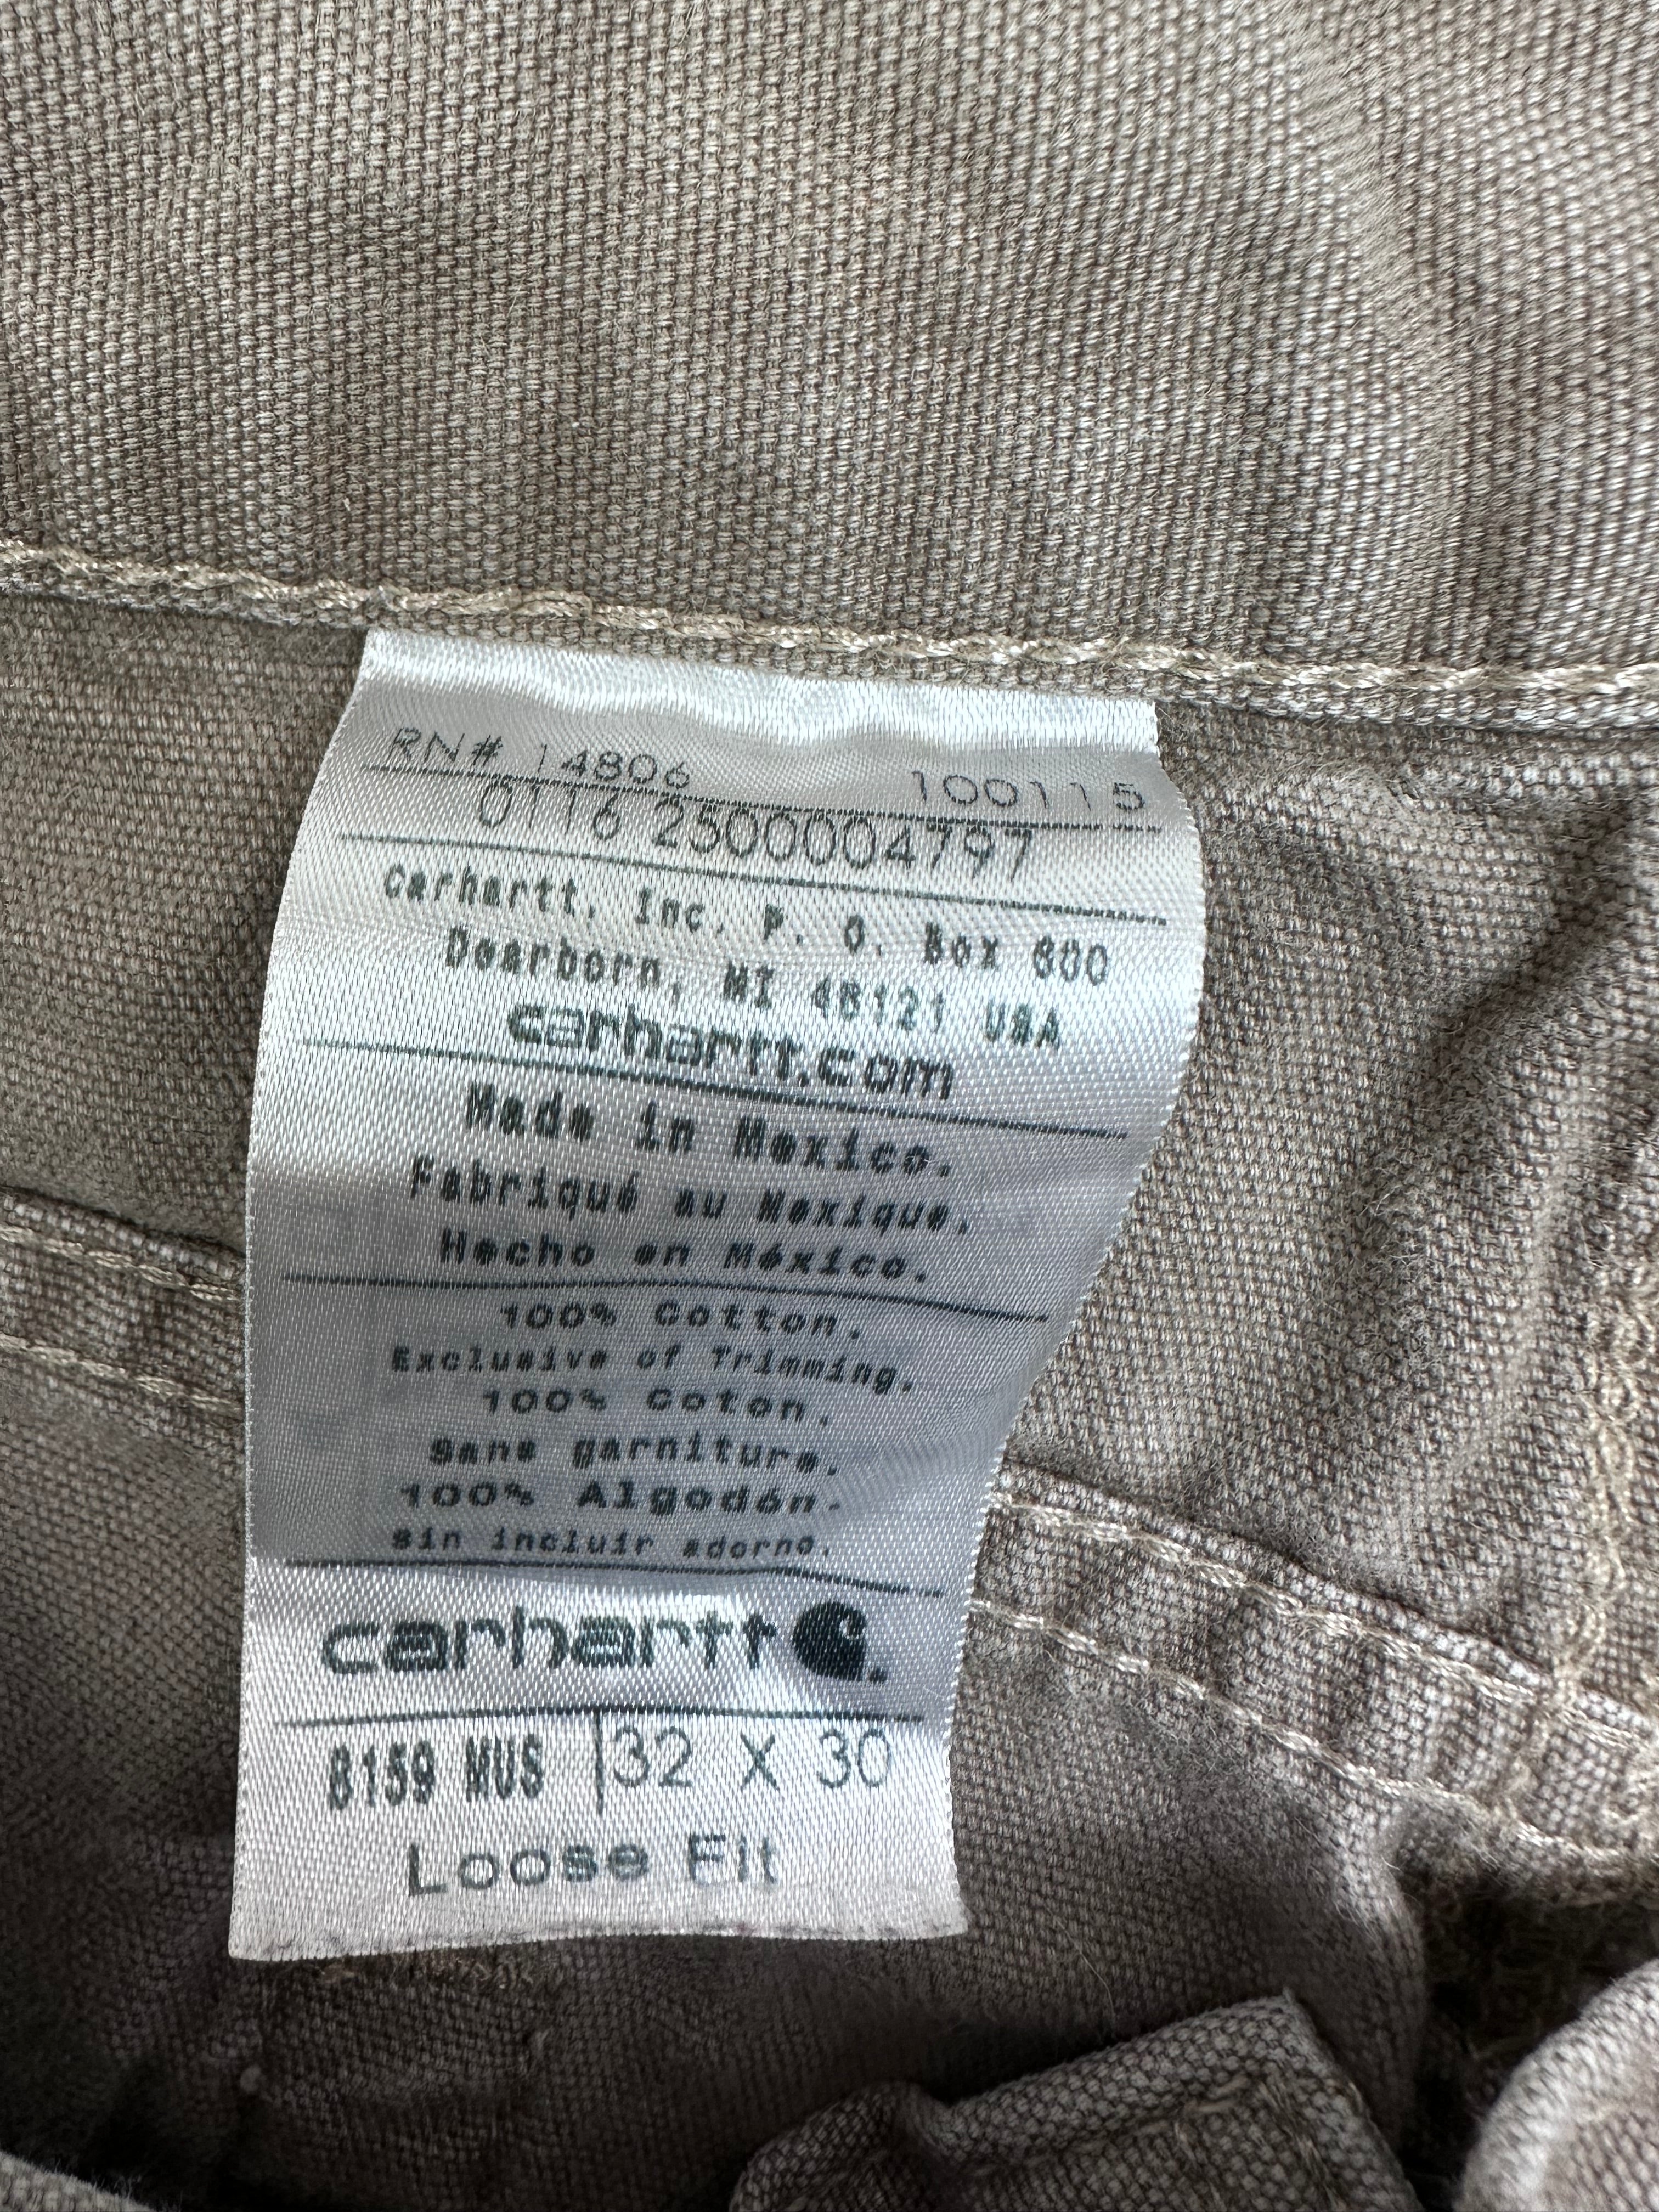 RN# 14806 100115
0116 2500004797
Carhartt, Inc. P. O. Box 600
Dearborn, MI 48121 USA
carhartt.com
Made in Mexico.
Fabriqué au Mexique.
Hecho en México.
100% Cotton.
Exclusive of Trimming.
100% Coton.
Sans garniture.
100% Algodón.
sin incluir adorno.
carhartt
8159 MUS 32 X 30
Loose Fit